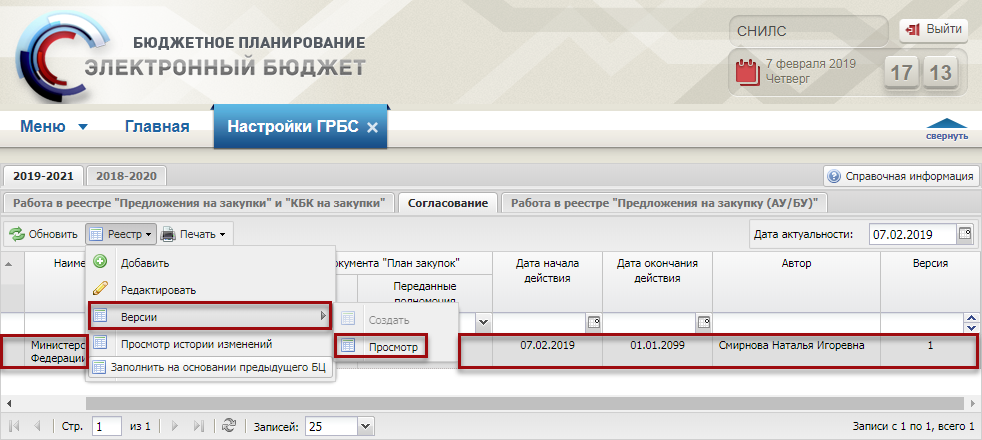 БЮДЖЕТНОЕ ПЛАНИРОВАНИЕ
ЭЛЕКТРОННЫЙ БЮДЖЕТ
СНИЛС
Выйти
7 февраля 2019
Четверг
17 13
Меню
Главная
Настройки ГРБС
свернуть
2019-2021
2018-2020
Справочная информация
Работа в реестре "Предложения на закупки" и "КБК на закупки"
Согласование
Работа в реестре "Предложения на закупку (АУ/БУ)"
Обновить
Реестр
Печать
Дата актуальности:
07.02.2019
Наиме
окумента "План закупок"
Дата начала
действия
Дата окончания
действия
Автор
Версия
Переданные
полномочия
Добавить
Редактировать
Версии
Просмотр истории изменений
Заполнить на основании предыдущего БЦ
Создать
Просмотр
Министерс
Федерации
07.02.2019
01.01.2099
Смирнова Наталья Игоревна
1
Стр.
1
из 1
Записей:
25
Записи с 1 по 1, всего 1